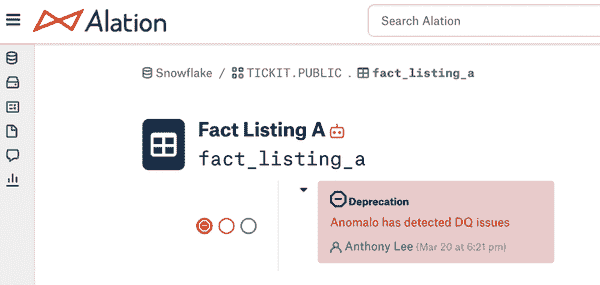 Alation
Search Alation
Snowflake / TICKIT.PUBLIC . fact_listing_a
Fact Listing A
fact_listing_a
Deprecation
Anomalo has detected DQ issues
Anthony Lee (Mar 20 at 6:21 pm)